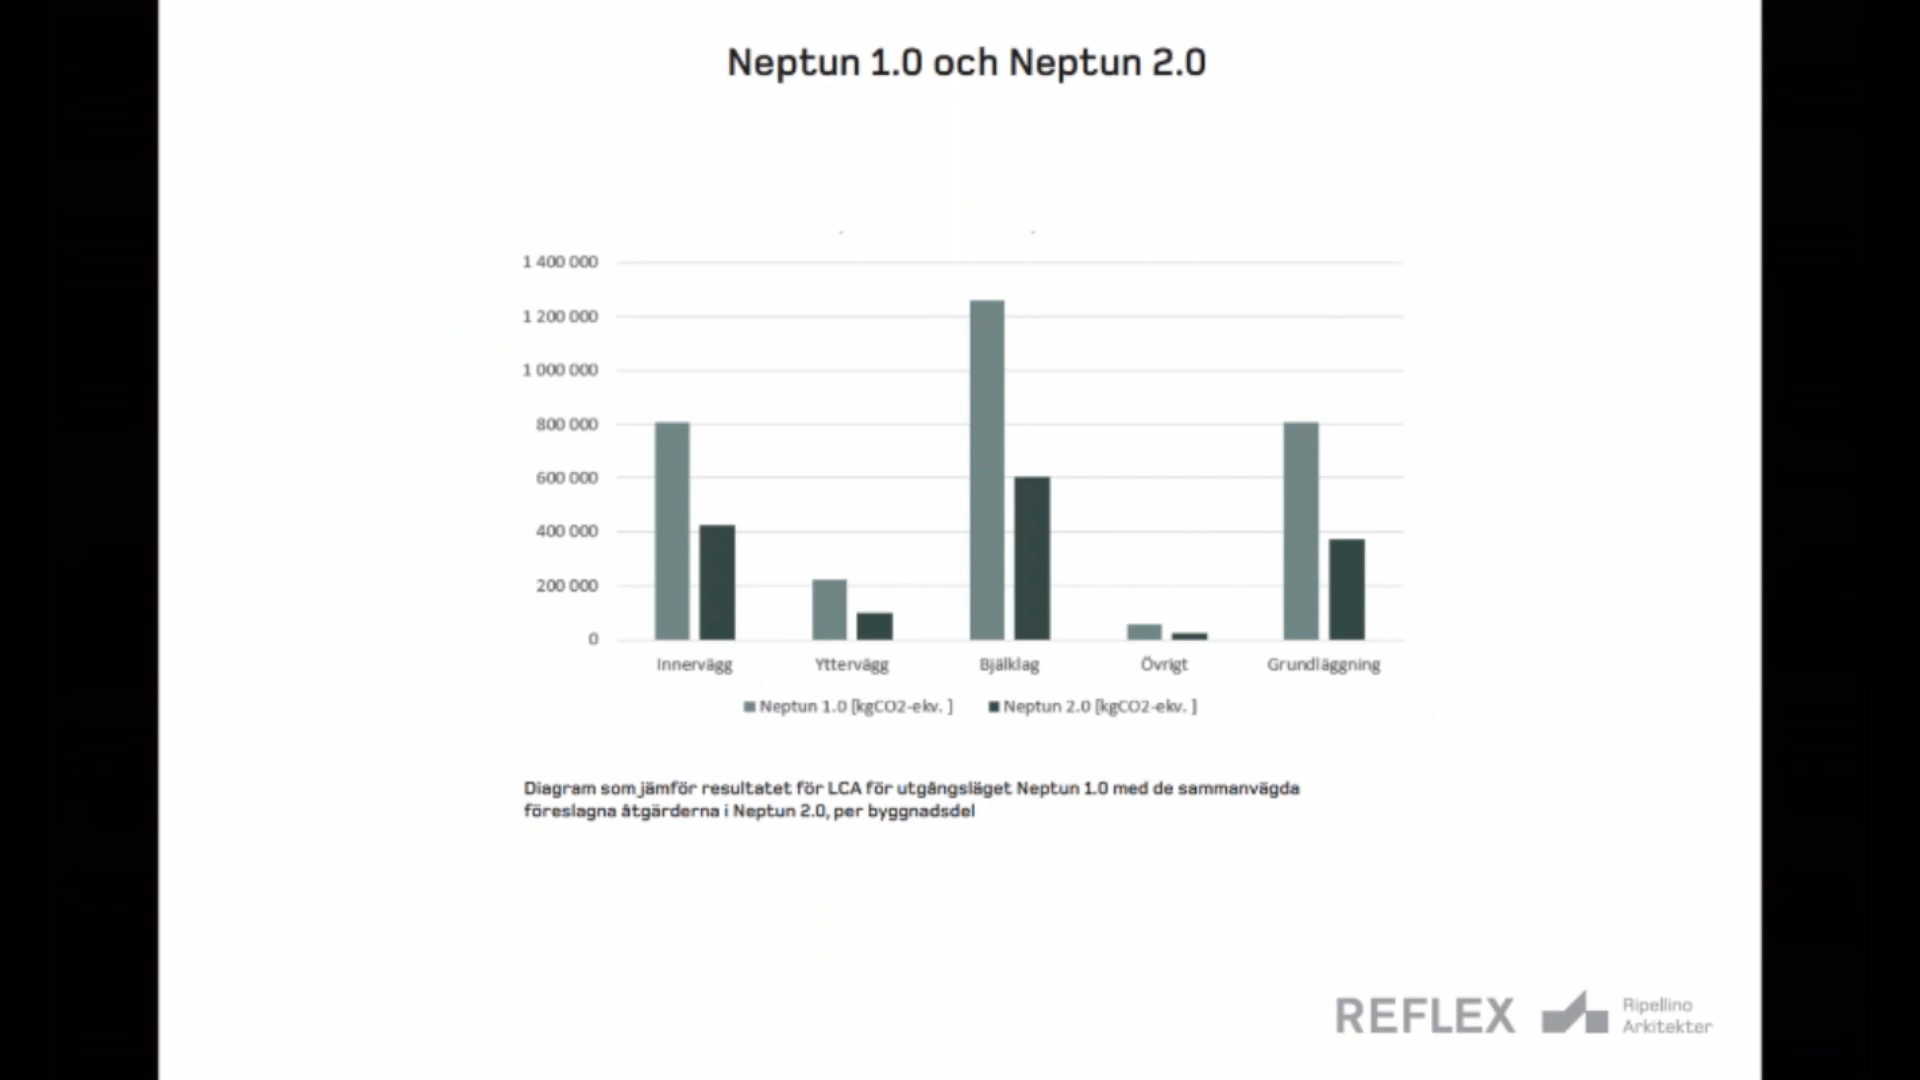 Neptun 1.0 och Neptun 2.0
1 400 000
1 200 000
1 000 000
800 000
600 000
400 000
200 000
0
Innervägg Yttervägg Bjälklag Övrigt Grundläggning
Neptun 1.0 [kgCO2-ekv. ] Neptun 2.0 [kgCO2-ekv. ]
Diagram som jämför resultatet för LCA för utgångsläget Neptun 1.0 med de sammanvägda
föreslagna åtgärderna i Neptun 2.0, per byggnadsdel
REFLEX
Ripellino
Arkitekter